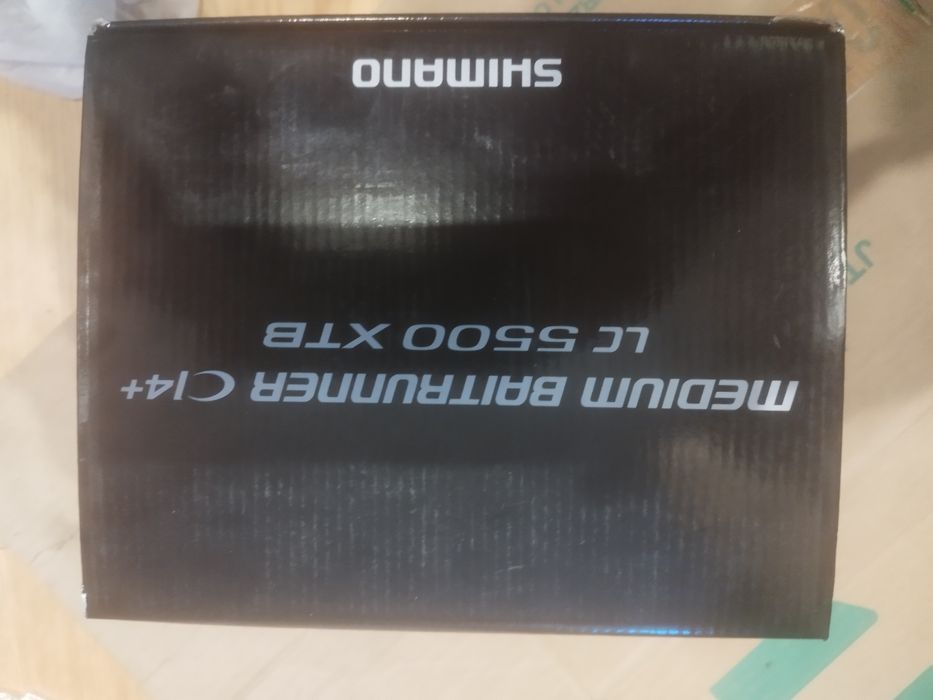 MEDIUM BAITRUNNER CI4+
LC 5500 XTB
SHIMANO